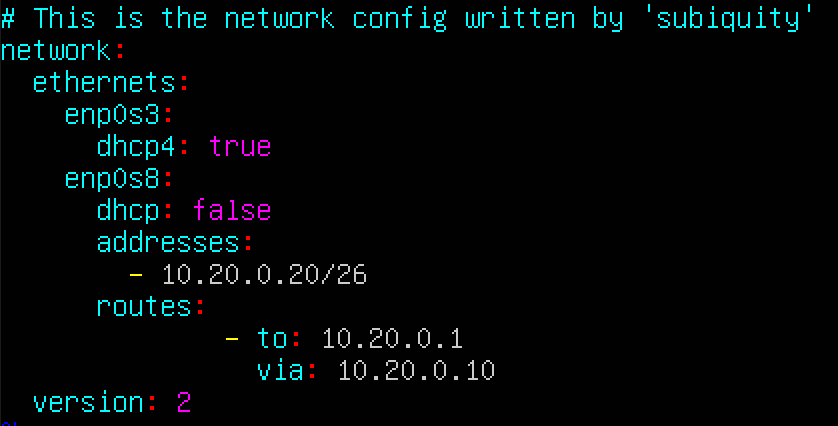 # This is the network config written by 'subiquity'
network:
  ethernets:
    enp0s3:
      dhcp4: true
    enp0s8:
      dhcp: false
      addresses:
        - 10.20.0.20/26
      routes:
              - to: 10.20.0.1
                via: 10.20.0.10
  version: 2